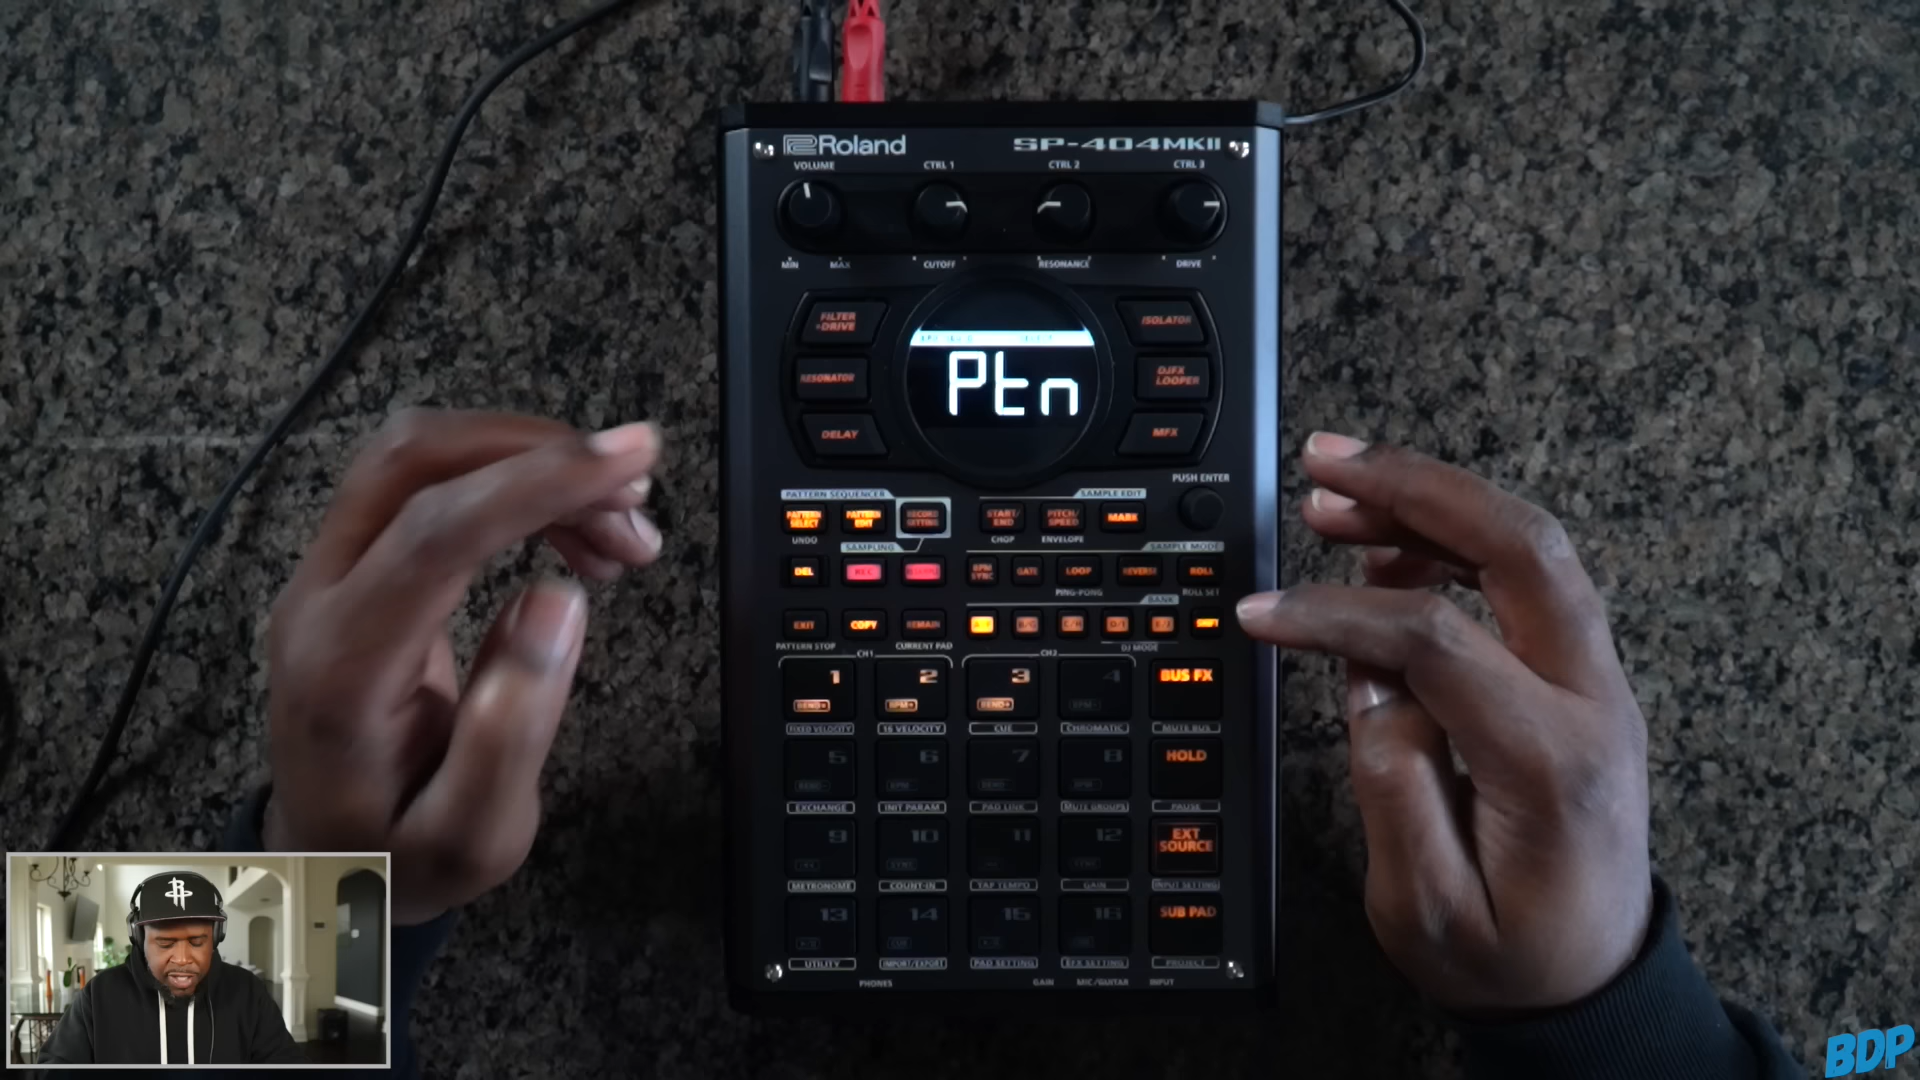 Roland
SP-404MKII
VOLUME
CTRL 1
CTRL 2
CTRL 3
MIN
MAX
CUTOFF
RESONANCE
DRIVE
FILTER
+DRIVE
ISOLATOR
Ptn
RESONATOR
DJFX
LOOPER
DELAY
MFX
PUSH ENTER
PATTERN SEQUENCER
SAMPLE EDIT
PATTERN
SELECT
PATTERN
EDIT
RECORD
SETTING
START/
END
PITCH/
SPEED
MARK
UNDO
CHOP
ENVELOPE
SAMPLING
SAMPLE MODE
DEL
REC
BPM
SYNC
GATE
LOOP
REVERSE
ROLL
PING-PONG
ROLL SET
BANK
EXIT
COPY
REMAIN
B/G
C/H
D/I
E/J
SHIFT
PATTERN STOP
CURRENT PAD
DJ MODE
CH1
CH2
1
2
3
4
BUS FX
FIXED VELOCITY
16 VELOCITY
CUE
CHROMATIC
MUTE BUS
5
6
7
8
HOLD
EXCHANGE
INIT PARAM
PAD LINK
MUTE GROUPS
PAUSE
9
10
11
12
EXT
SOURCE
METRONOME
COUNT-IN
TAP TEMPO
GAIN
INPUT SETTING
13
14
15
16
SUB PAD
UTILITY
IMPORT/EXPORT
PAD SETTING
EFX SETTING
PROJECT
PHONES
GAIN
MIC/GUITAR
INPUT
R
BDP